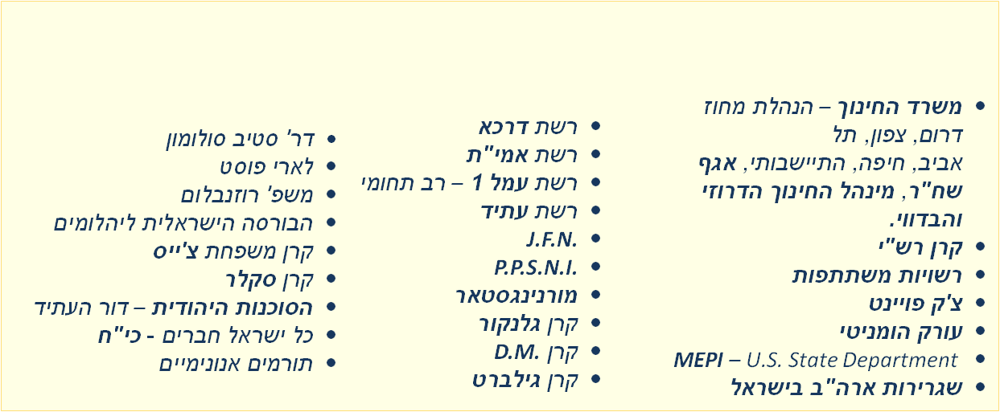 • משרד החינוך – הנהלת מחוז
דרום, צפון, תל
אביב, חיפה, התיישבותי, אגף
שח"ר, מינהל החינוך הדרוזי
והבדווי.
• קרן רש"י
• רשויות משתתפות
• צ'ק פויינט
• עורק הומניטי
• MEPI – U.S. State Department
• שגרירות ארה"ב בישראל
• רשת דרכא
• רשת אמי"ת
• רשת עמל 1 – רב תחומי
• רשת עתיד
• J.F.N.
• P.P.S.N.I.
• מורנינגסטאר
• קרן גלנקור
• קרן D.M.
• קרן גילברט
• דר' סטיב סולומון
• לארי פוסט
• משפ' רוזנבלום
• הבורסה הישראלית ליהלומים
• קרן משפחת צ'ייס
• קרן סקלר
• הסוכנות היהודית – דור העתיד
• כל ישראל חברים - כי"ח
• תורמים אנונימיים